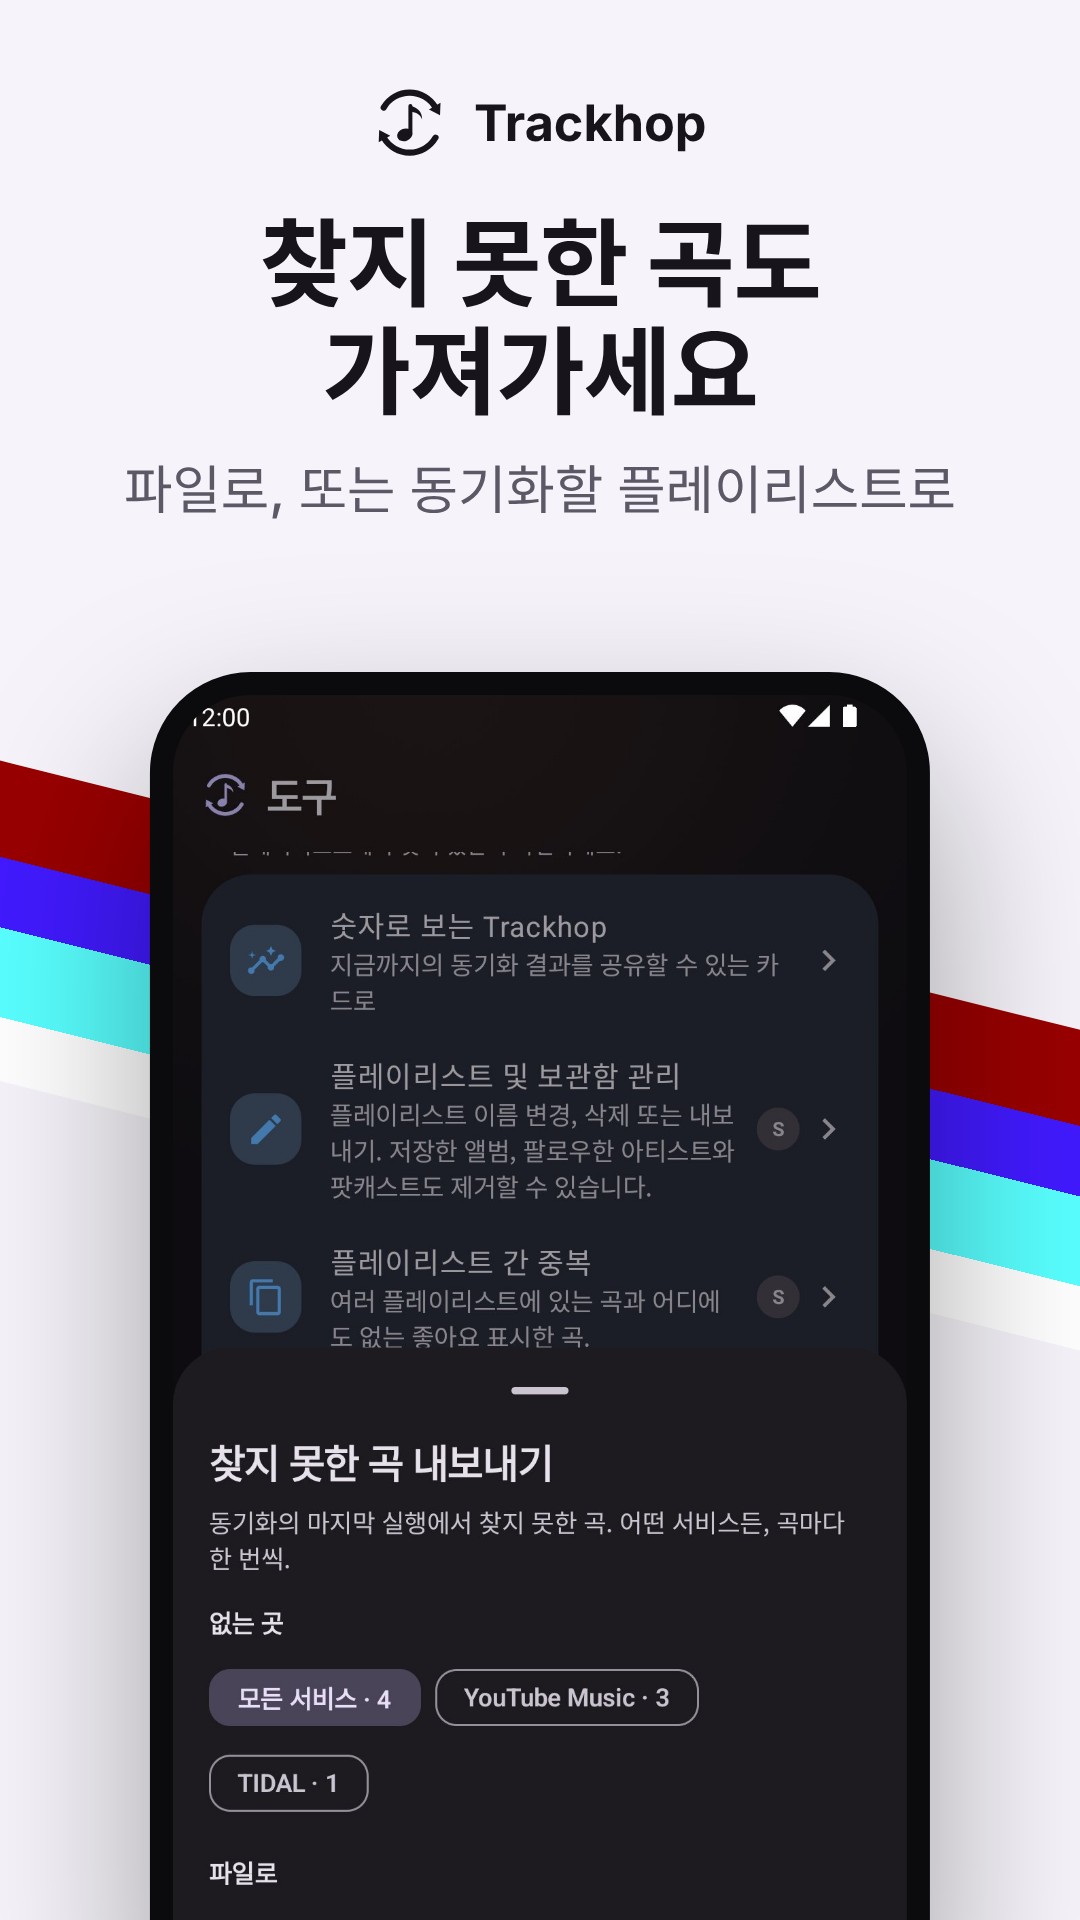 Trackhop
찾지 못한 곡도
가져가세요
파일로, 또는 동기화할 플레이리스트로
12:00
도구
숫자로 보는 Trackhop
지금까지의 동기화 결과를 공유할 수 있는 카
드로
플레이리스트 및 보관함 관리
플레이리스트 이름 변경, 삭제 또는 내보
내기. 저장한 앨범, 팔로우한 아티스트와
팟캐스트도 제거할 수 있습니다.
S
플레이리스트 간 중복
여러 플레이리스트에 있는 곡과 어디에
도 없는 좋아요 표시한 곡.
S
찾지 못한 곡 내보내기
동기화의 마지막 실행에서 찾지 못한 곡. 어떤 서비스든, 곡마다
한 번씩.
없는 곳
모든 서비스 · 4
YouTube Music · 3
TIDAL · 1
파일로